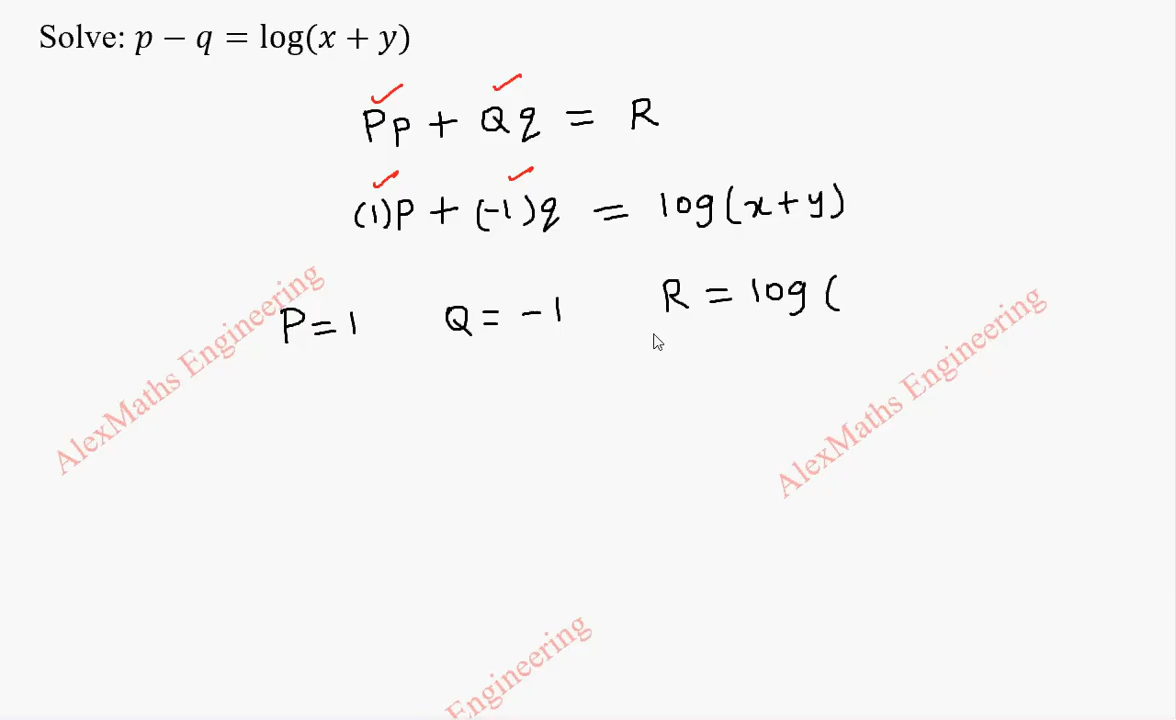 Solve: p − q = log(x + y)
Pp + Qq = R
(1)p + (-1)q = log(x+y)
P = 1 Q = -1 R = log (
AlexMaths Engineering
AlexMaths Engineering
Engineering